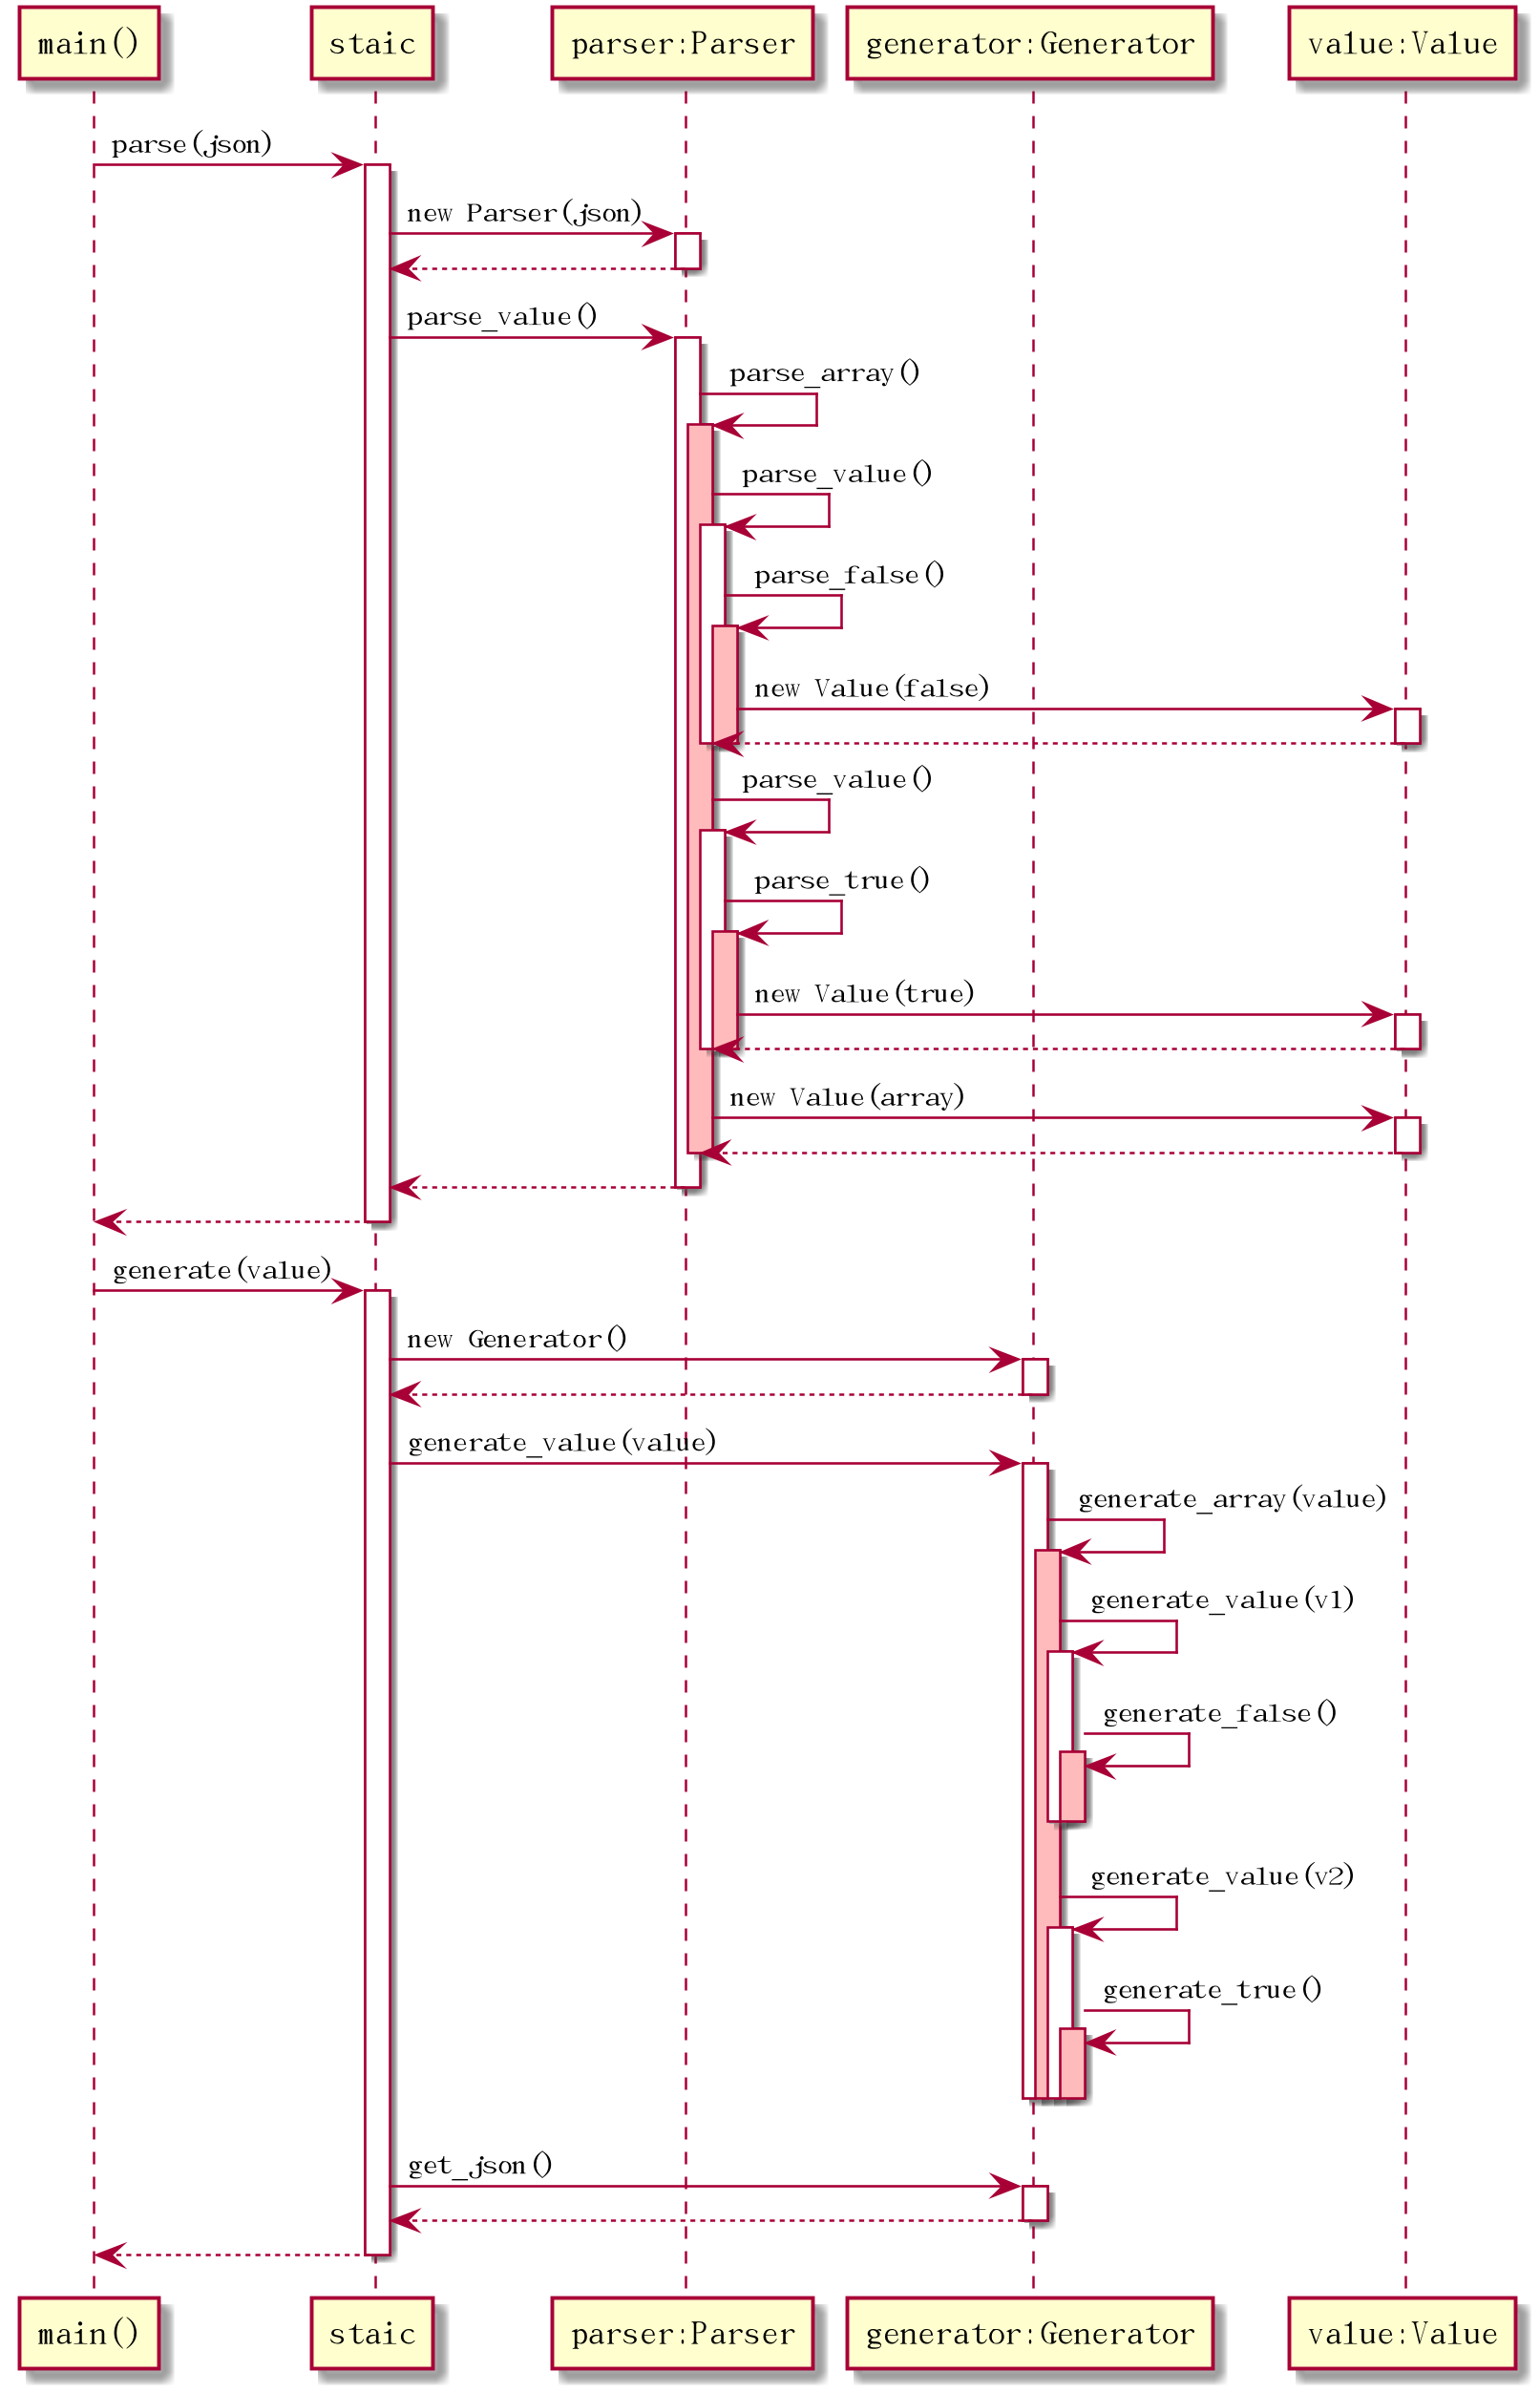 main()
staic
parser:Parser
generator:Generator
value:Value
parse(json)
new Parser(json)
parse_value()
parse_array()
parse_value()
parse_false()
new Value(false)
parse_value()
parse_true()
new Value(true)
new Value(array)
generate(value)
new Generator()
generate_value(value)
generate_array(value)
generate_value(v1)
generate_false()
generate_value(v2)
generate_true()
get_json()
main()
staic
parser:Parser
generator:Generator
value:Value